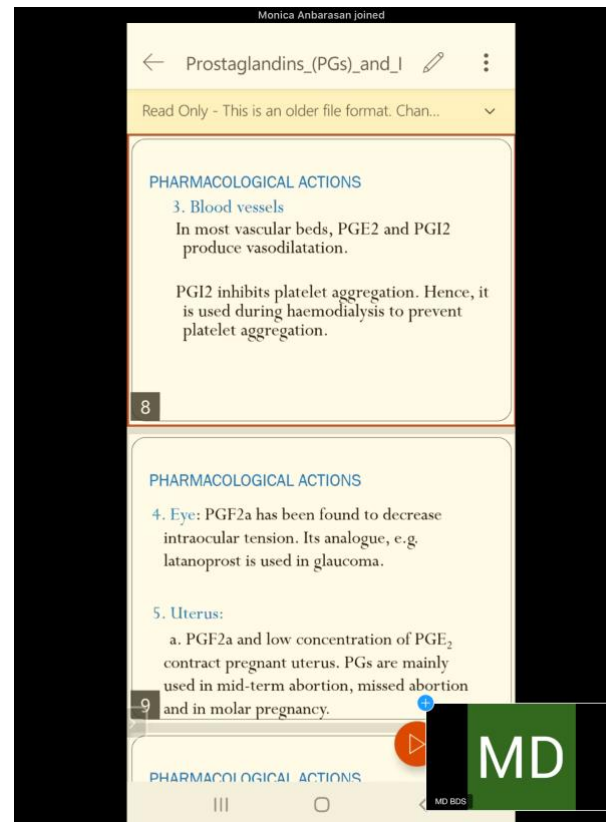 Monica Anbarasan joined
Prostaglandins_(PGs)_and_I
Read Only - This is an older file format. Chan...
PHARMACOLOGICAL ACTIONS
3. Blood vessels
In most vascular beds, PGE2 and PGI2
produce vasodilatation.
PGI2 inhibits platelet aggregation. Hence, it
is used during haemodialysis to prevent
platelet aggregation.
8
PHARMACOLOGICAL ACTIONS
4. Eye: PGF2a has been found to decrease
intraocular tension. Its analogue, e.g.
latanoprost is used in glaucoma.
5. Uterus:
a. PGF2a and low concentration of PGE₂
contract pregnant uterus. PGs are mainly
used in mid-term abortion, missed abortion
and in molar pregnancy.
9
PHARMACOLOGICAL ACTIONS
MD
MD BDS